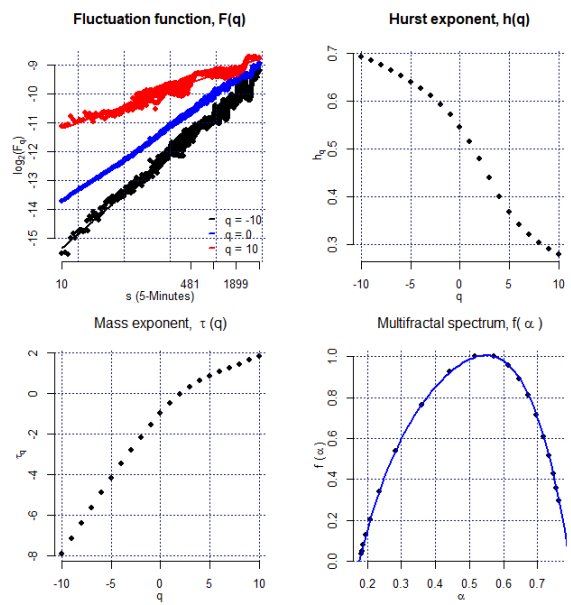 Fluctuation function, F(q)
log2(Fq)
-9
-10
-11
-12
-13
-14
-15
q = -10
q = 0
q = 10
10
481
1899
s (5-Minutes)
Hurst exponent, h(q)
hq
0.7
0.6
0.5
0.4
0.3
-10
-5
0
5
10
q
Mass exponent, τ (q)
τq
2
0
-2
-4
-6
-8
-10
-5
0
5
10
q
Multifractal spectrum, f( α )
f (α)
1.0
0.8
0.6
0.4
0.2
0.0
0.2
0.3
0.4
0.5
0.6
0.7
α